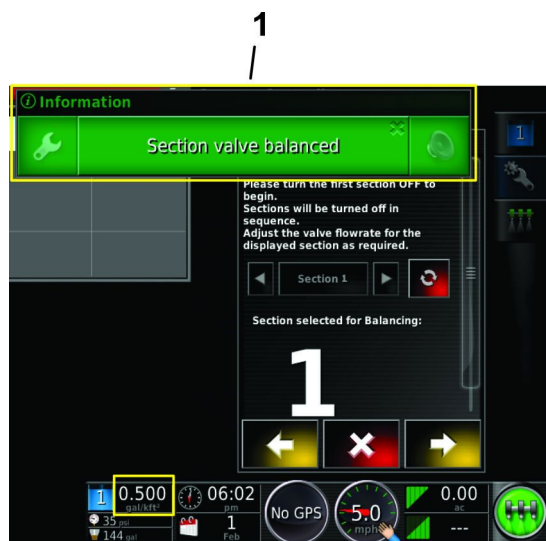 1
Information
Section valve balanced
1
Please turn the first section OFF to
begin.
Sections will be turned off in
sequence.
Adjust the valve flowrate for the
displayed section as required.
Section 1
Section selected for Balancing:
1
1 0.500 06:02 No GPS 5.0 0.00
gal/kft² pm mph ac
35 psi 1 ---
144 gal Feb